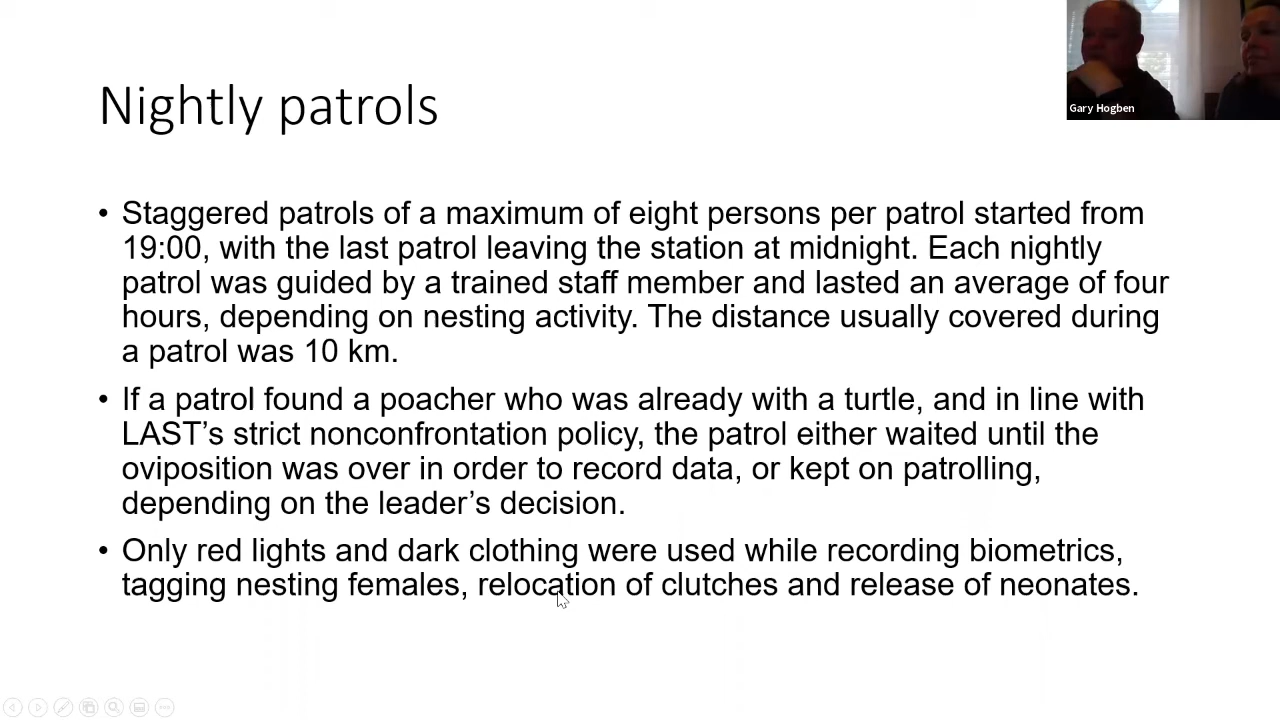 Gary Hogben
Nightly patrols
• Staggered patrols of a maximum of eight persons per patrol started from
19:00, with the last patrol leaving the station at midnight. Each nightly
patrol was guided by a trained staff member and lasted an average of four
hours, depending on nesting activity. The distance usually covered during
a patrol was 10 km.
• If a patrol found a poacher who was already with a turtle, and in line with
LAST’s strict nonconfrontation policy, the patrol either waited until the
oviposition was over in order to record data, or kept on patrolling,
depending on the leader’s decision.
• Only red lights and dark clothing were used while recording biometrics,
tagging nesting females, relocation of clutches and release of neonates.